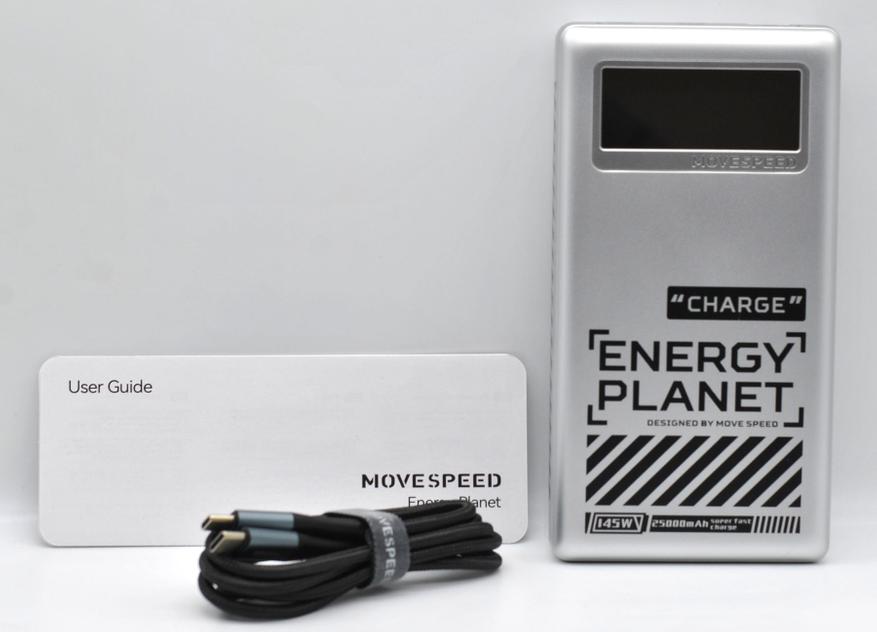 MOVESPEED
"CHARGE"
ENERGY
PLANET
DESIGNED BY MOVE SPEED
145W 25000mAh Super fast
charge
User Guide
MOVESPEED
Energy Planet
MOVESPEED